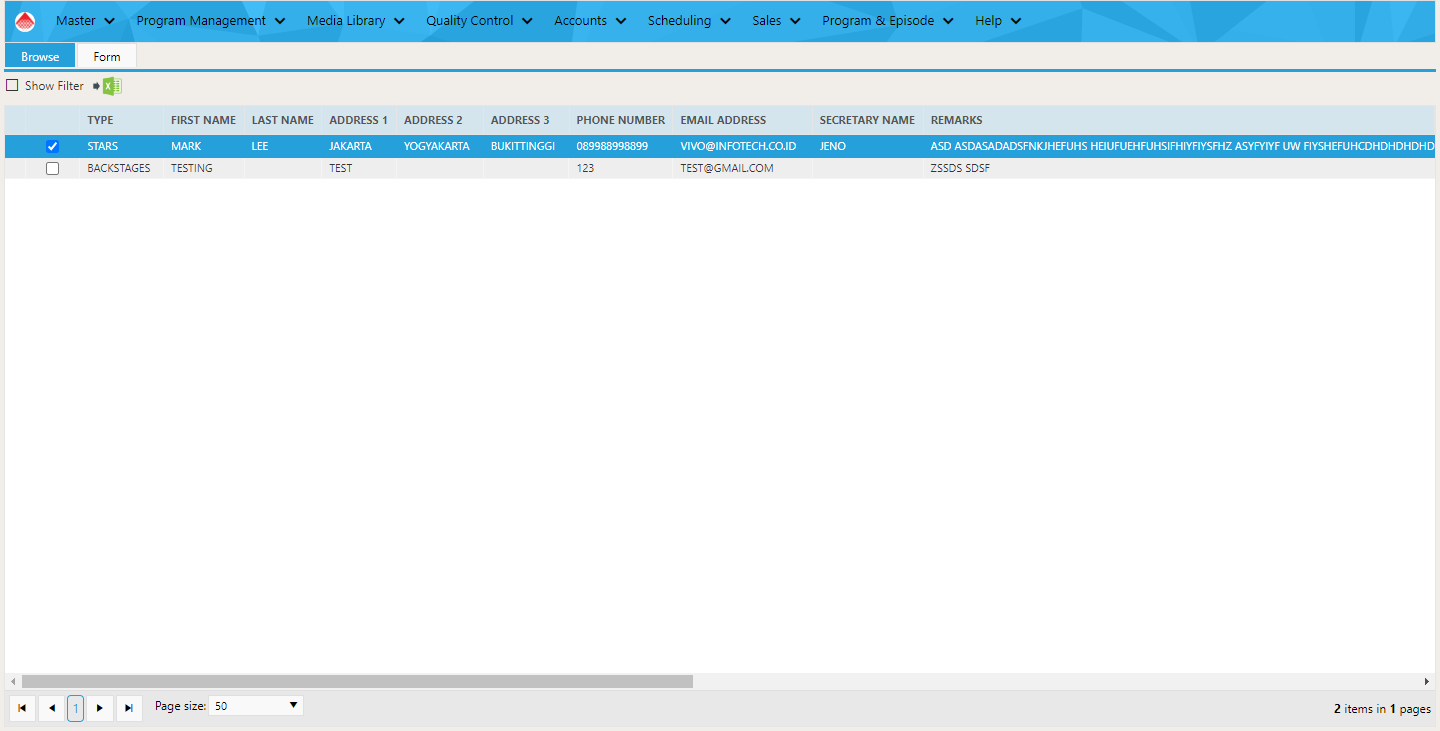 Master Program Management Media Library Quality Control Accounts Scheduling Sales Program & Episode Help
Browse Form
Show Filter
TYPE FIRST NAME LAST NAME ADDRESS 1 ADDRESS 2 ADDRESS 3 PHONE NUMBER EMAIL ADDRESS SECRETARY NAME REMARKS
STARS MARK LEE JAKARTA YOGYAKARTA BUKITTINGGI 089988998899 VIVO@INFOTECH.CO.ID JENO ASD ASDASADADSFNKJHEFUHS HEIUFUEHFUHSIFHIYFIYSFHZ ASYFYIYF UW FIYSHEFUHCDHDHDHDHD
BACKSTAGES TESTING TEST 123 TEST@GMAIL.COM ZSSDS SDSF
1 Page size: 50 2 items in 1 pages